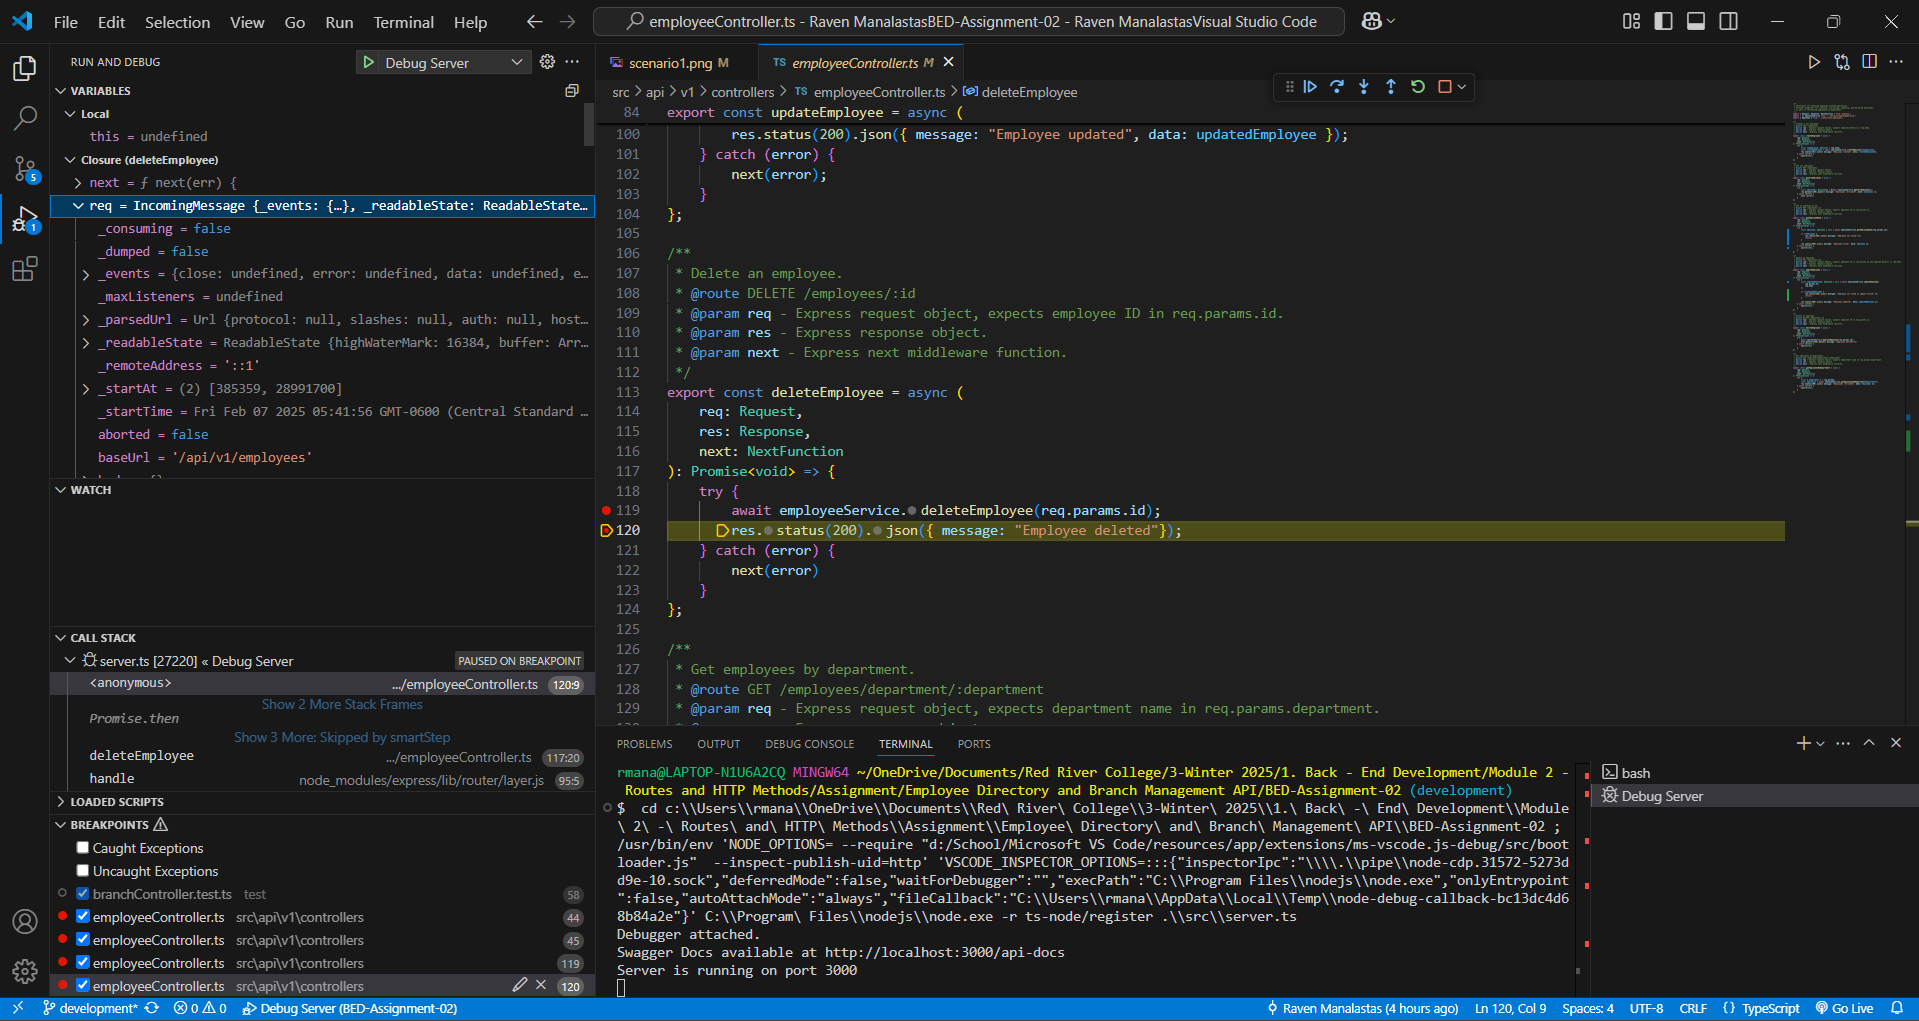 File Edit Selection View Go Run Terminal Help
employeeController.ts - Raven ManalastasBED-Assignment-02 - Raven ManalastasVisual Studio Code
RUN AND DEBUG
Debug Server
VARIABLES
Local
this = undefined
Closure (deleteEmployee)
next = ƒ next(err) {
req = IncomingMessage {_events: {…}, _readableState: ReadableState…
_consuming = false
_dumped = false
_events = {close: undefined, error: undefined, data: undefined, e…
_maxListeners = undefined
_parsedUrl = Url {protocol: null, slashes: null, auth: null, host…
_readableState = ReadableState {highWaterMark: 16384, buffer: Arr…
_remoteAddress = '::1'
_startAt = (2) [385359, 28991700]
_startTime = Fri Feb 07 2025 05:41:56 GMT-0600 (Central Standard …
aborted = false
baseUrl = '/api/v1/employees'
WATCH
CALL STACK
server.ts [27220] « Debug Server PAUSED ON BREAKPOINT
<anonymous> .../employeeController.ts 120:9
Show 2 More Stack Frames
Promise.then
Show 3 More: Skipped by smartStep
deleteEmployee .../employeeController.ts 117:20
handle node_modules/express/lib/router/layer.js 95:5
LOADED SCRIPTS
BREAKPOINTS
Caught Exceptions
Uncaught Exceptions
branchController.test.ts test 58
employeeController.ts src\api\v1\controllers 44
employeeController.ts src\api\v1\controllers 45
employeeController.ts src\api\v1\controllers 119
employeeController.ts src\api\v1\controllers 120
scenario1.png M
TS employeeController.ts M
src > api > v1 > controllers > TS employeeController.ts > deleteEmployee
84 export const updateEmployee = async (
100 res.status(200).json({ message: "Employee updated", data: updatedEmployee });
101 } catch (error) {
102 next(error);
103 }
104 };
105
106 /**
107 * Delete an employee.
108 * @route DELETE /employees/:id
109 * @param req - Express request object, expects employee ID in req.params.id.
110 * @param res - Express response object.
111 * @param next - Express next middleware function.
112 */
113 export const deleteEmployee = async (
114 req: Request,
115 res: Response,
116 next: NextFunction
117 ): Promise<void> => {
118 try {
119 await employeeService.deleteEmployee(req.params.id);
120 res.status(200).json({ message: "Employee deleted"});
121 } catch (error) {
122 next(error)
123 }
124 };
125
126 /**
127 * Get employees by department.
128 * @route GET /employees/department/:department
129 * @param req - Express request object, expects department name in req.params.department.
PROBLEMS OUTPUT DEBUG CONSOLE TERMINAL PORTS
rmana@LAPTOP-N1U6A2CQ MINGW64 ~/OneDrive/Documents/Red River College/3-Winter 2025/1. Back - End Development/Module 2 -
Routes and HTTP Methods/Assignment/Employee Directory and Branch Management API/BED-Assignment-02 (development)
$ cd c:\\Users\\rmana\\OneDrive\\Documents\\Red\ River\ College\\3-Winter\ 2025\\1.\ Back\ -\ End\ Development\\Module
\ 2\ -\ Routes\ and\ HTTP\ Methods\\Assignment\\Employee\ Directory\ and\ Branch\ Management\ API\\BED-Assignment-02 ;
/usr/bin/env 'NODE_OPTIONS= --require "d:/School/Microsoft VS Code/resources/app/extensions/ms-vscode.js-debug/src/boot
loader.js" --inspect-publish-uid=http' 'VSCODE_INSPECTOR_OPTIONS=:::{"inspectorIpc":"\\\\.\\pipe\\node-cdp.31572-5273d
d9e-10.sock","deferredMode":false,"waitForDebugger":"","execPath":"C:\\Program Files\\nodejs\\node.exe","onlyEntrypoint
":false,"autoAttachMode":"always","fileCallback":"C:\\Users\\rmana\\AppData\\Local\\Temp\\node-debug-callback-bc13dc4d6
8b84a2e"}' C:\\Program\ Files\\nodejs\\node.exe -r ts-node/register .\\src\\server.ts
Debugger attached.
Swagger Docs available at http://localhost:3000/api-docs
Server is running on port 3000
bash
Debug Server
5
1
development* 0 0 Debug Server (BED-Assignment-02)
Raven Manalastas (4 hours ago) Ln 120, Col 9 Spaces: 4 UTF-8 CRLF {} TypeScript Go Live